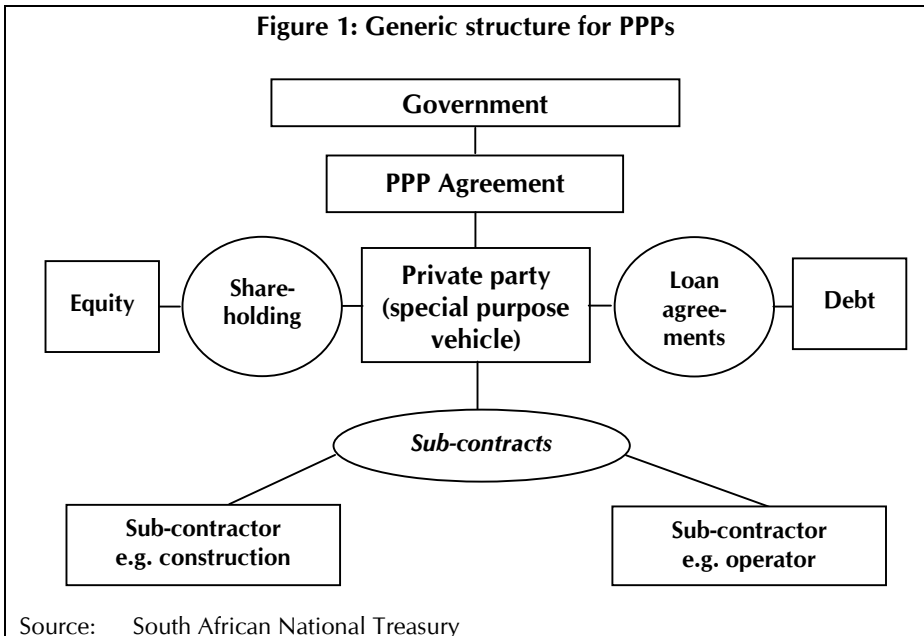 Figure 1: Generic structure for PPPs
Government
PPP Agreement
Equity
Share-
holding
Private party
(special purpose
vehicle)
Loan
agree-
ments
Debt
Sub-contracts
Sub-contractor
e.g. construction
Sub-contractor
e.g. operator
Source: South African National Treasury